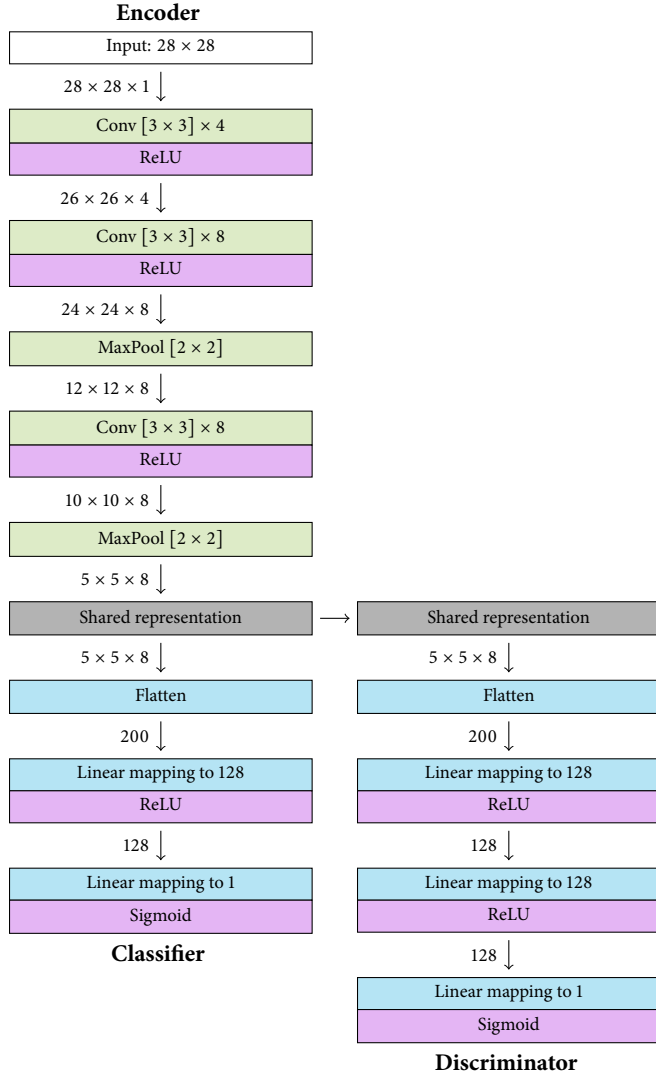 Encoder
Input: 28 × 28
28 × 28 × 1
Conv [3 × 3] × 4
ReLU
26 × 26 × 4
Conv [3 × 3] × 8
ReLU
24 × 24 × 8
MaxPool [2 × 2]
12 × 12 × 8
Conv [3 × 3] × 8
ReLU
10 × 10 × 8
MaxPool [2 × 2]
5 × 5 × 8
Shared representation
5 × 5 × 8
Flatten
200
Linear mapping to 128
ReLU
128
Linear mapping to 1
Sigmoid
Classifier
Shared representation
5 × 5 × 8
Flatten
200
Linear mapping to 128
ReLU
128
Linear mapping to 128
ReLU
128
Linear mapping to 1
Sigmoid
Discriminator